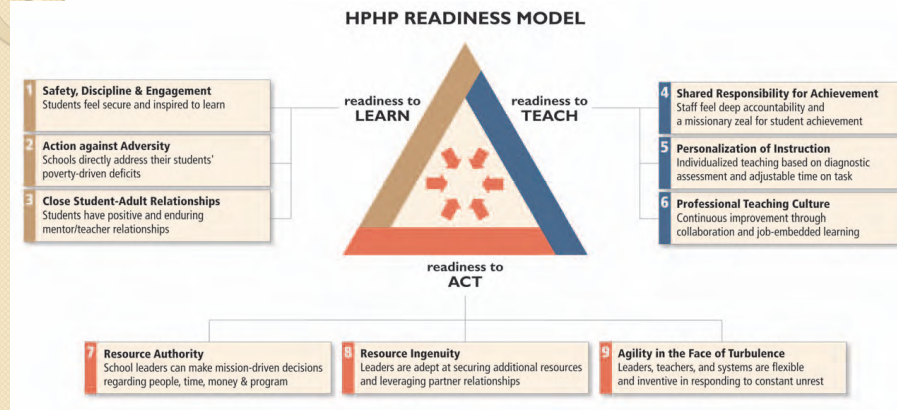 HPHP READINESS MODEL
readiness to
LEARN
1
Safety, Discipline & Engagement
Students feel secure and inspired to learn
2
Action against Adversity
Schools directly address their students'
poverty-driven deficits
3
Close Student-Adult Relationships
Students have positive and enduring
mentor/teacher relationships
readiness to
TEACH
4
Shared Responsibility for Achievement
Staff feel deep accountability and
a missionary zeal for student achievement
5
Personalization of Instruction
Individualized teaching based on diagnostic
assessment and adjustable time on task
6
Professional Teaching Culture
Continuous improvement through
collaboration and job-embedded learning
readiness to
ACT
7
Resource Authority
School leaders can make mission-driven decisions
regarding people, time, money & program
8
Resource Ingenuity
Leaders are adept at securing additional resources
and leveraging partner relationships
9
Agility in the Face of Turbulence
Leaders, teachers, and systems are flexible
and inventive in responding to constant unrest